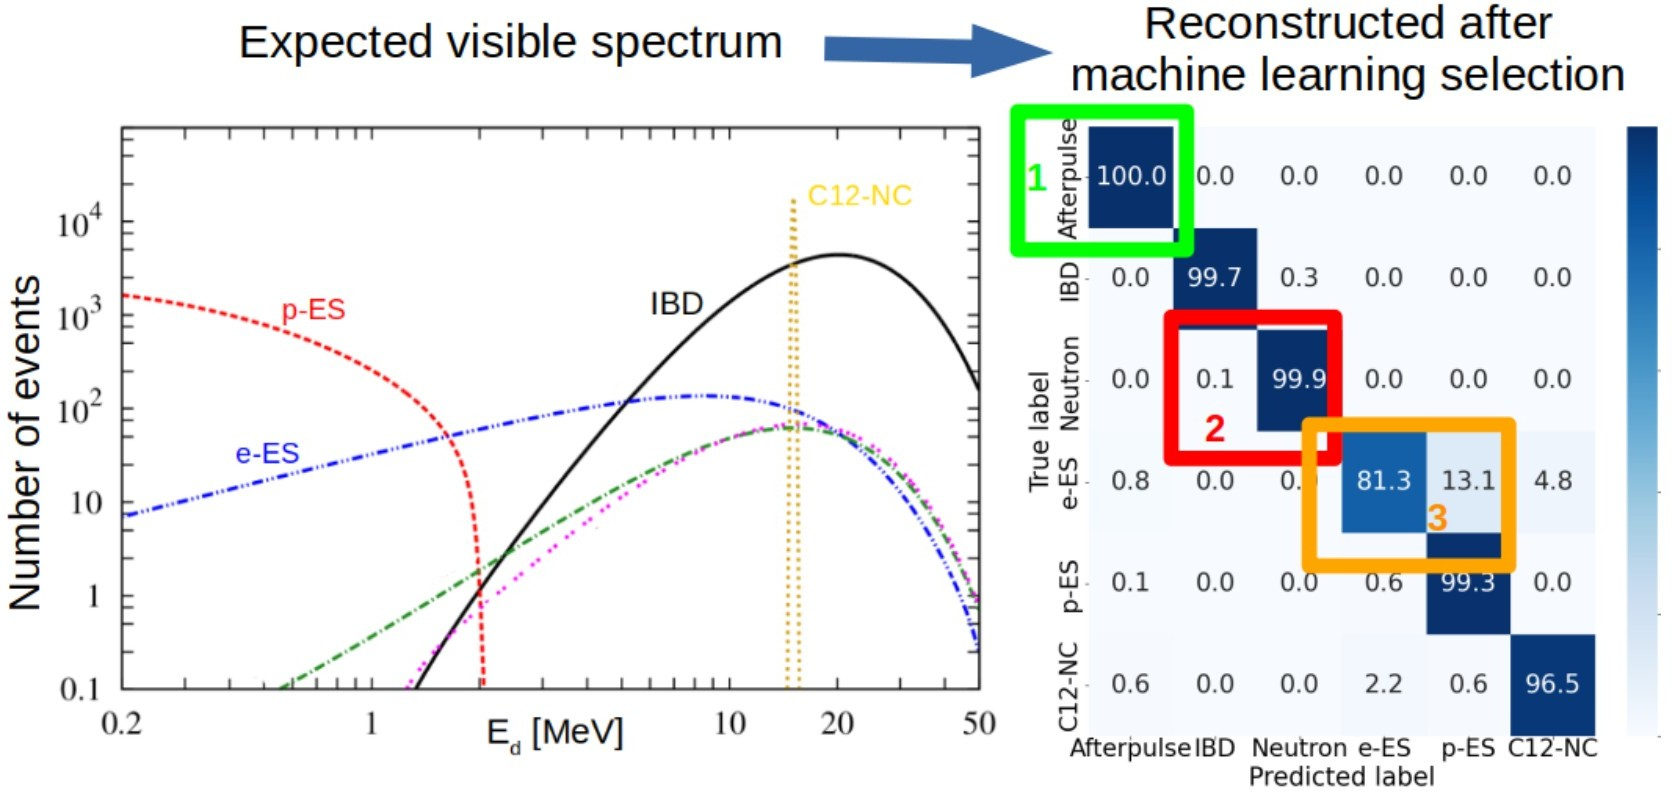 Expected visible spectrum
Reconstructed after
machine learning selection
Number of events
10^4
10^3
10^2
10
1
0.1
0.2
1
10
20
50
E_d [MeV]
p-ES
e-ES
IBD
C12-NC
True label
Afterpulse 100.0 0.0 0.0 0.0 0.0 0.0
IBD 0.0 99.7 0.3 0.0 0.0 0.0
Neutron 0.0 0.1 99.9 0.0 0.0 0.0
e-ES 0.8 0.0 0.0 81.3 13.1 4.8
p-ES 0.1 0.0 0.0 0.6 99.3 0.0
C12-NC 0.6 0.0 0.0 2.2 0.6 96.5
1
2
3
Afterpulse IBD Neutron e-ES p-ES C12-NC
Predicted label